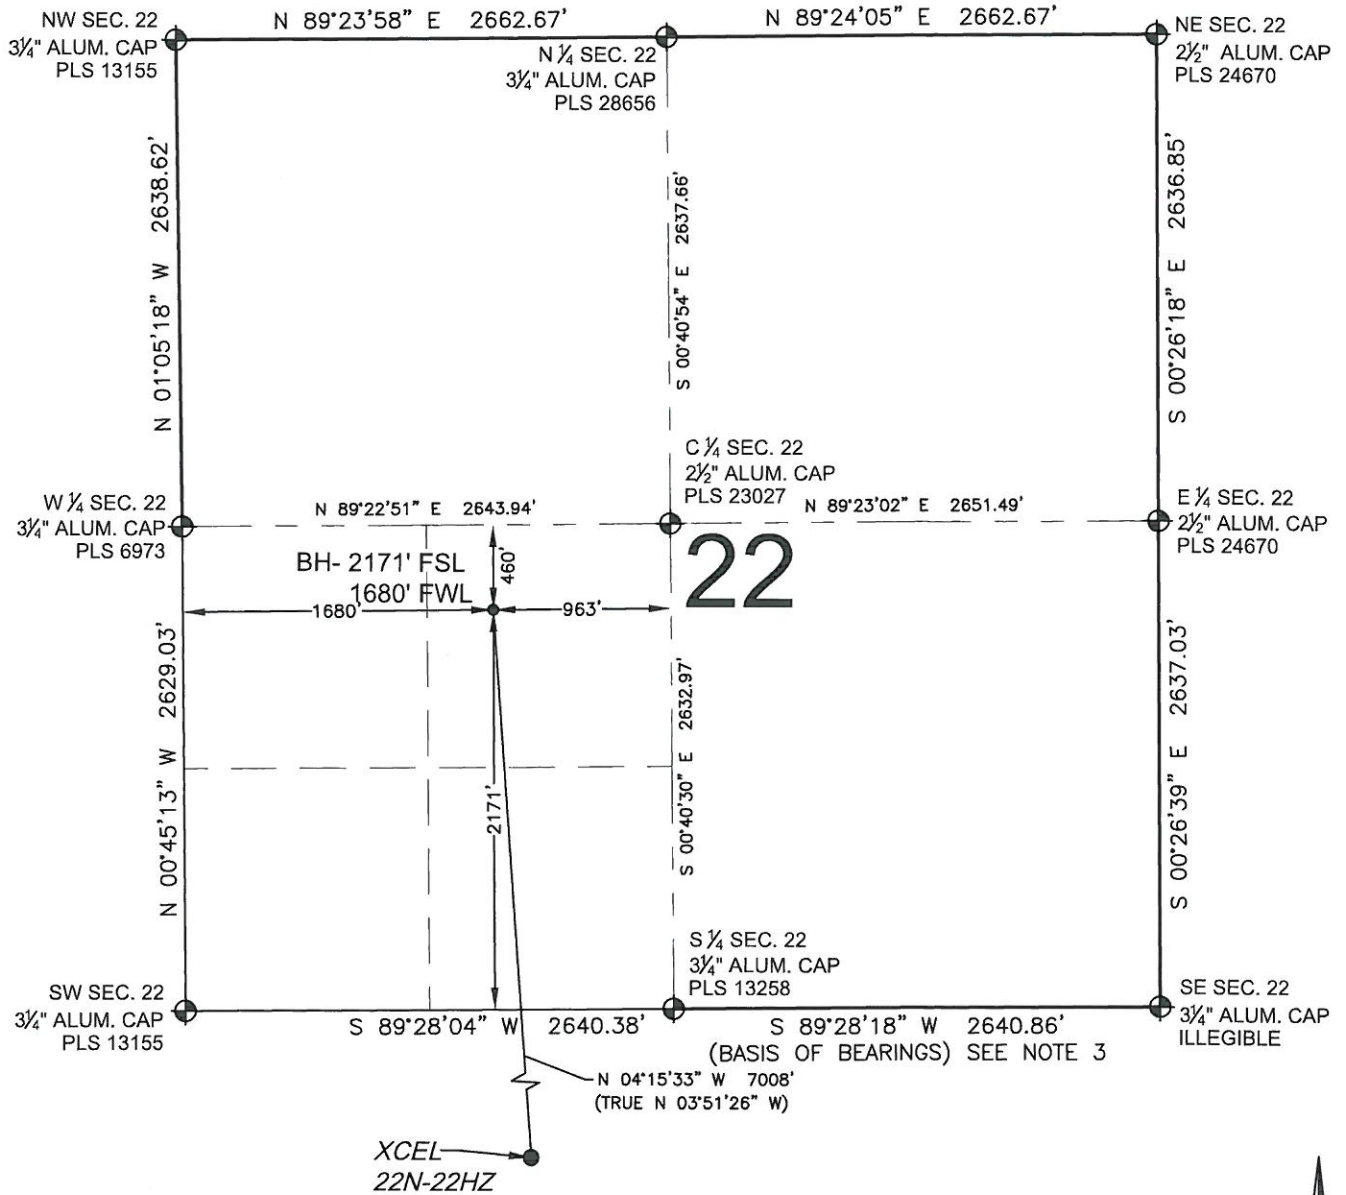 NW SEC. 22
3¼" ALUM. CAP
PLS 13155
N 89°23'58" E 2662.67'
N ¼ SEC. 22
3¼" ALUM. CAP
PLS 28656
N 89°24'05" E 2662.67'
NE SEC. 22
2½" ALUM. CAP
PLS 24670
N 01°05'18" W 2638.62'
S 00°40'54" E 2637.66'
S 00°26'18" E 2636.85'
W ¼ SEC. 22
3¼" ALUM. CAP
PLS 6973
N 89°22'51" E 2643.94'
C ¼ SEC. 22
2½" ALUM. CAP
PLS 23027
N 89°23'02" E 2651.49'
E ¼ SEC. 22
2½" ALUM. CAP
PLS 24670
BH- 2171' FSL
1680' FWL
460'
1680'
963'
22
N 00°45'13" W 2629.03'
2171'
S 00°40'30" E 2632.97'
S 00°26'39" E 2637.03'
SW SEC. 22
3¼" ALUM. CAP
PLS 13155
S ¼ SEC. 22
3¼" ALUM. CAP
PLS 13258
SE SEC. 22
3¼" ALUM. CAP
ILLEGIBLE
S 89°28'04" W 2640.38'
S 89°28'18" W 2640.86'
(BASIS OF BEARINGS) SEE NOTE 3
N 04°15'33" W 7008'
(TRUE N 03°51'26" W)
XCEL
22N-22HZ